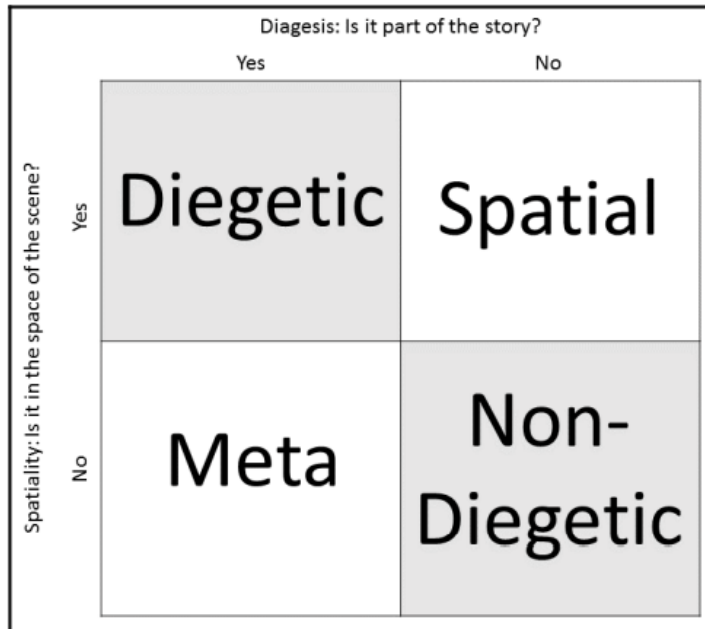 Diagesis: Is it part of the story?
Yes
No
Spatiality: Is it in the space of the scene?
Yes
Diegetic
Spatial
No
Meta
Non-
Diegetic